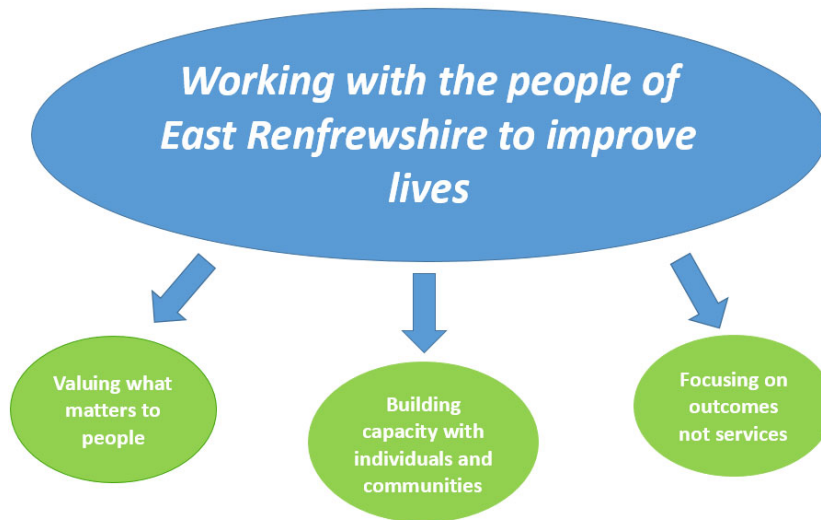 Working with the people of
East Renfrewshire to improve
lives
Valuing what
matters to
people
Building
capacity with
individuals and
communities
Focusing on
outcomes
not services